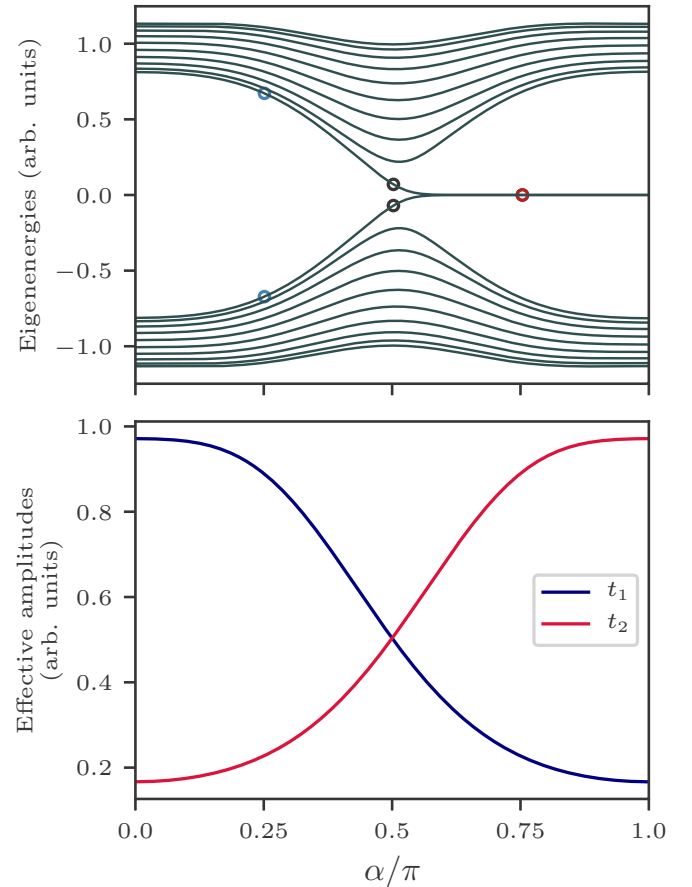 Eigenenergies (arb. units)
1.0
0.5
0.0
−0.5
−1.0
Effective amplitudes
(arb. units)
1.0
0.8
0.6
0.4
0.2
t₁
t₂
0.0 0.25 0.5 0.75 1.0
α/π